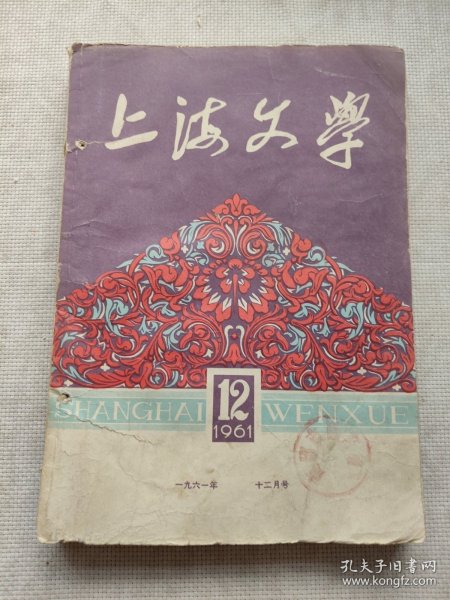 上海文學
SHANGHAI WENXUE
12
1961
一九六一年 十二月号
孔夫子旧书网
www.kongfz.com